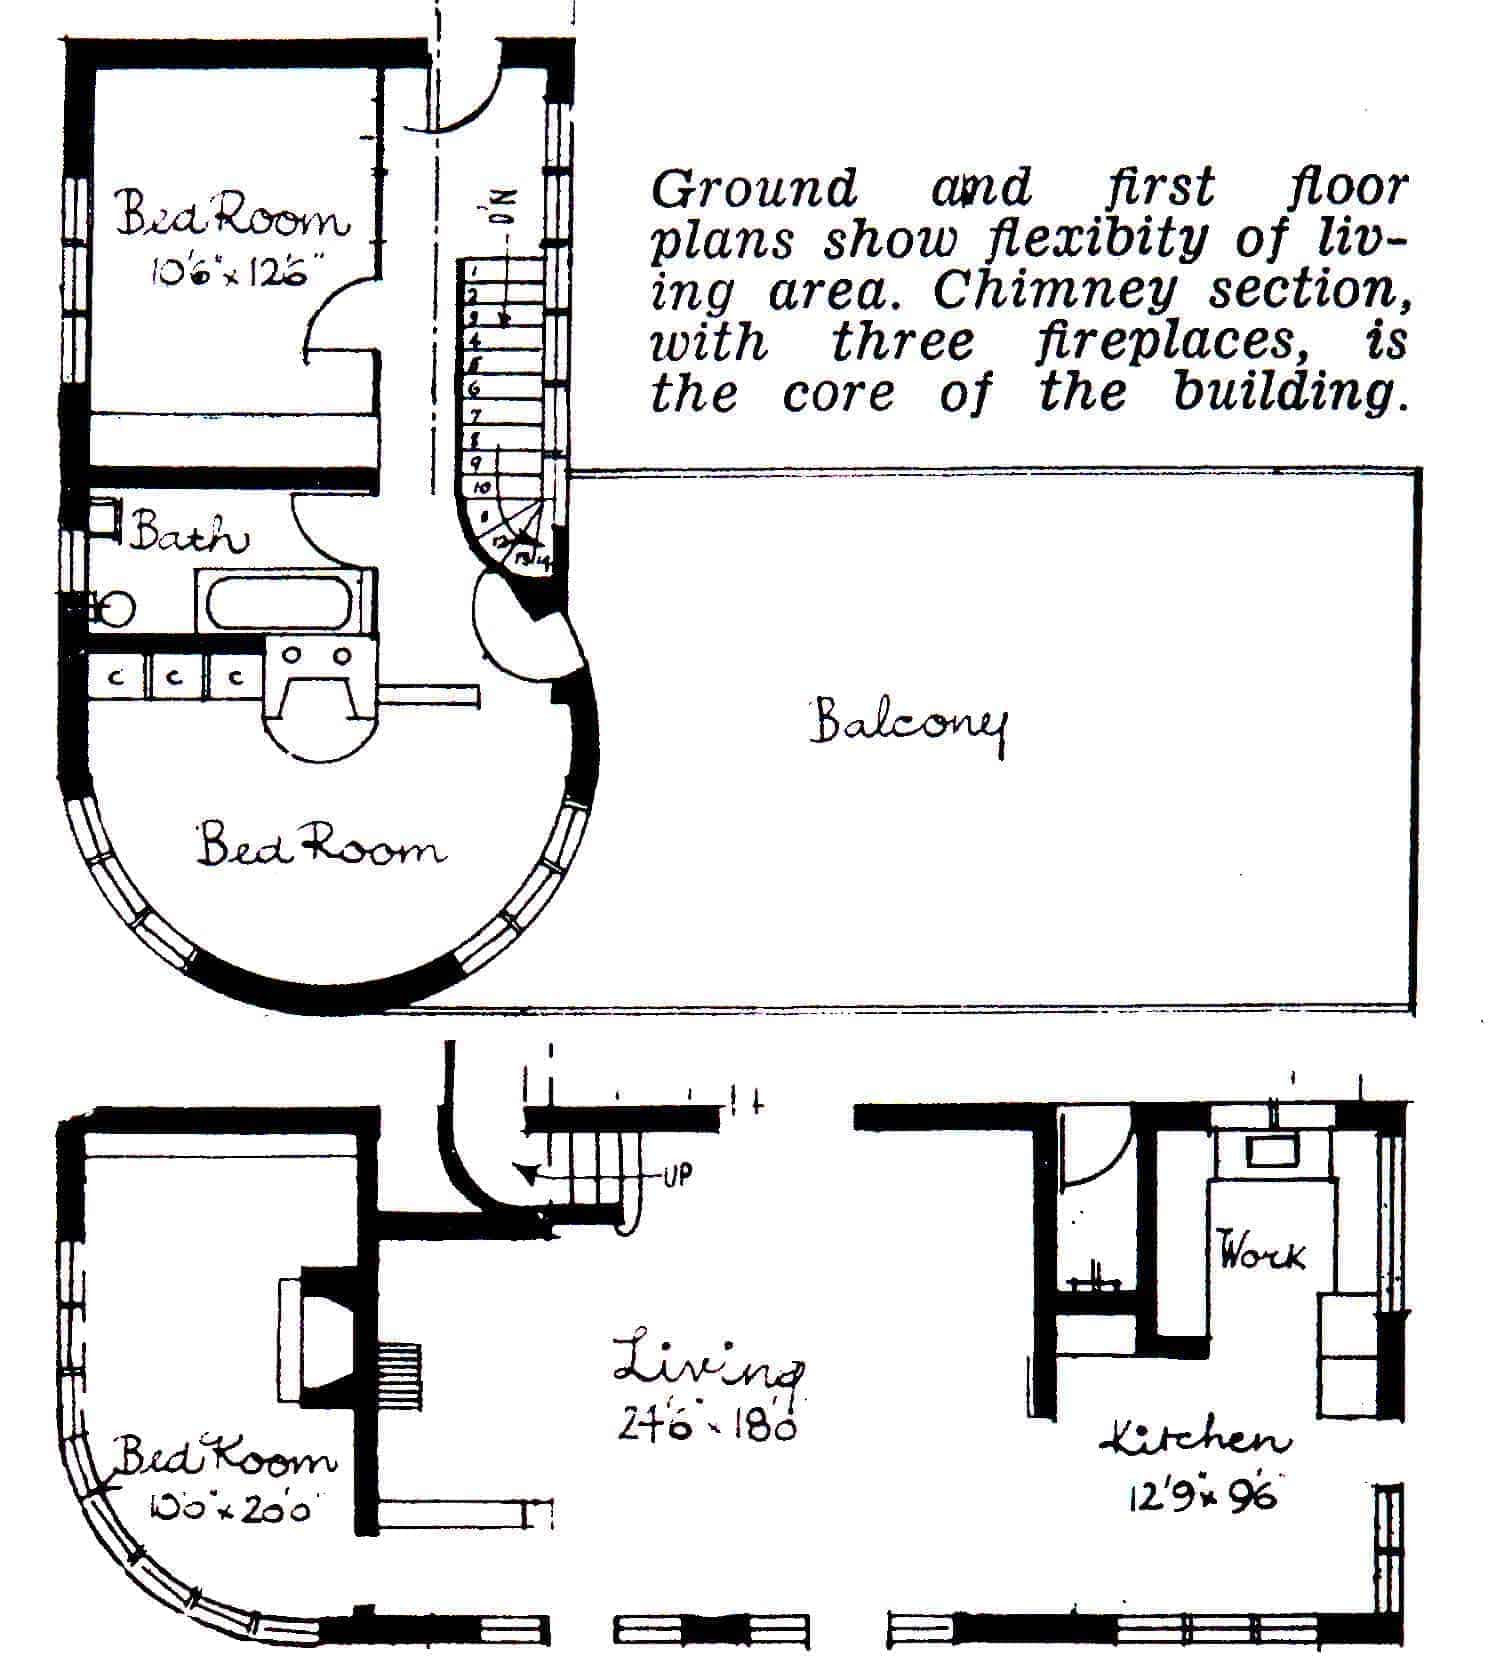 Ground and first floor
plans show flexibity of liv-
ing area. Chimney section,
with three fireplaces, is
the core of the building.
Bed Room
10'6" x 12'6"
D'N
1
2
3
4
5
6
7
8
9
10
12
13
14
Bath
C C C
Bed Room
Balcony
UP
Work
Living
24'6" x 18'0
Kitchen
12'9" x 9'6
Bed Room
10'0" x 20'0"